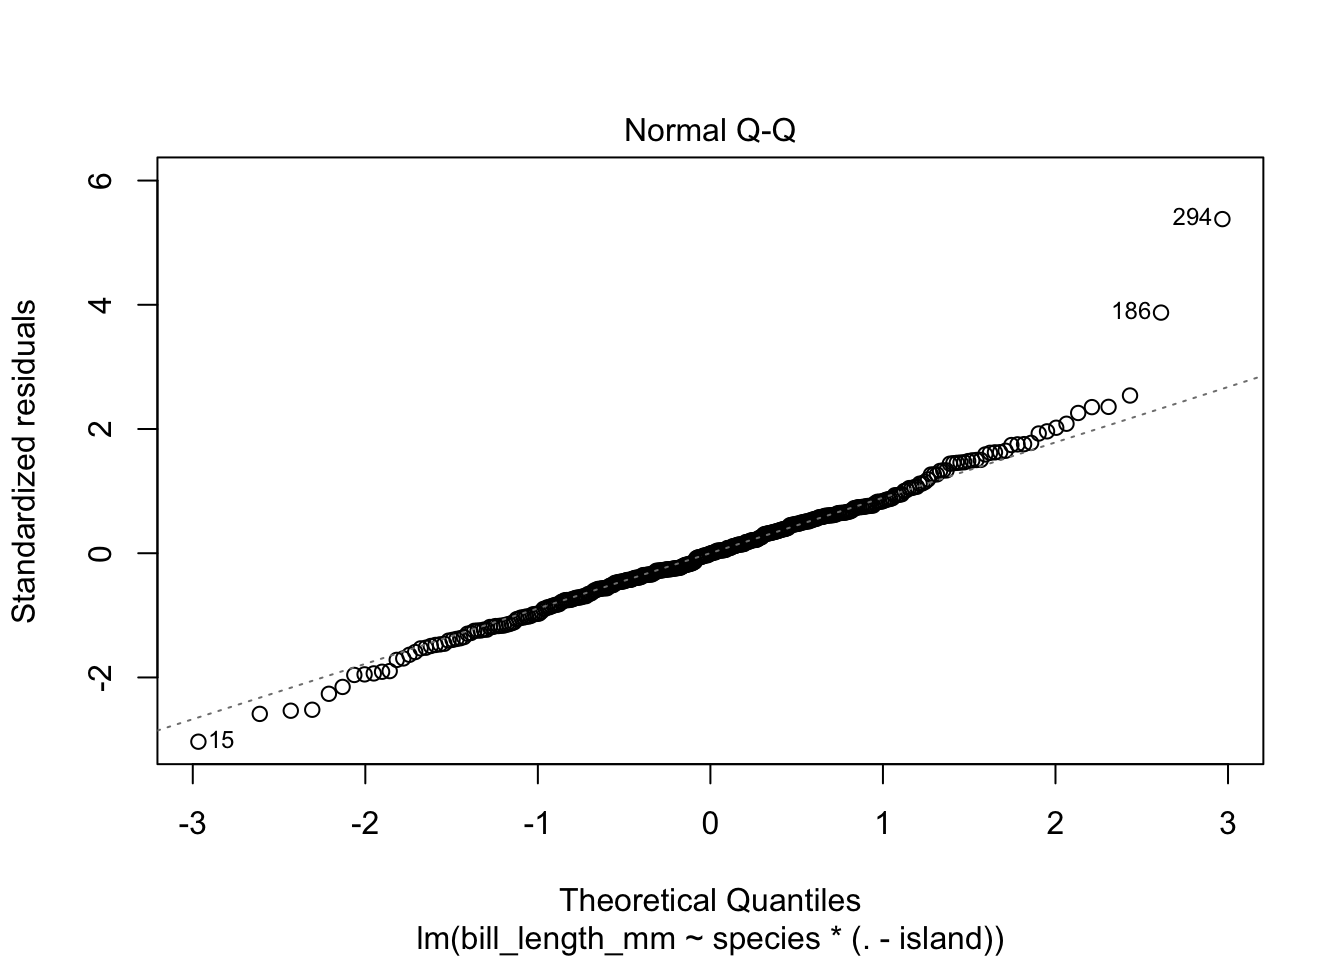 Normal Q-Q
Standardized residuals
6
4
2
0
-2
294
186
15
-3 -2 -1 0 1 2 3
Theoretical Quantiles
lm(bill_length_mm ~ species * (. - island))